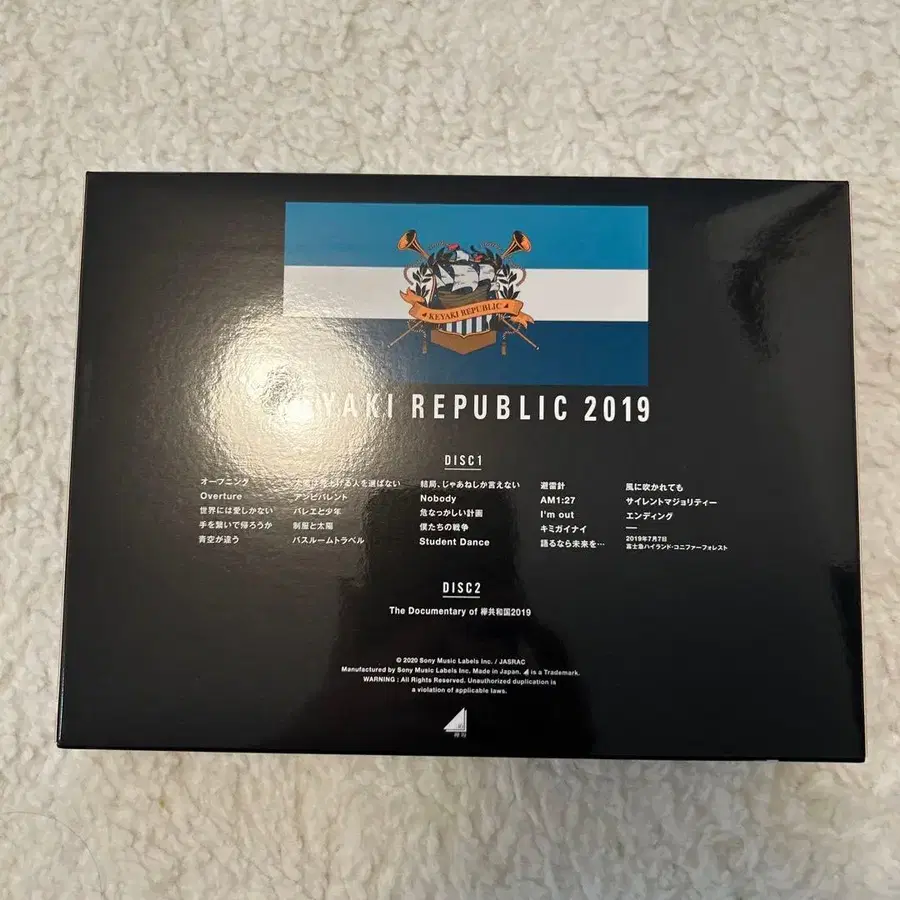 KEYAKI REPUBLIC
YAKI REPUBLIC 2019
DISC1
オープニング
Overture
世界には愛しかない
手を繋いで帰ろうか
青空が違う
人を選ばない
アンビバレント
バレエと少年
制服と太陽
バスルームトラベル
結局、じゃあねしか言えない
Nobody
危なっかしい計画
僕たちの戦争
Student Dance
避雷針
AM1:27
I'm out
キミガイナイ
語るなら未来を…
風に吹かれても
サイレントマジョリティー
エンディング
2019年7月7日
富士急ハイランド・コニファーフォレスト
DISC2
The Documentary of 欅共和国2019
© 2020 Sony Music Labels Inc. / JASRAC
Manufactured by Sony Music Labels Inc. Made in Japan. is a Trademark.
WARNING : All Rights Reserved. Unauthorized duplication is
a violation of applicable laws.